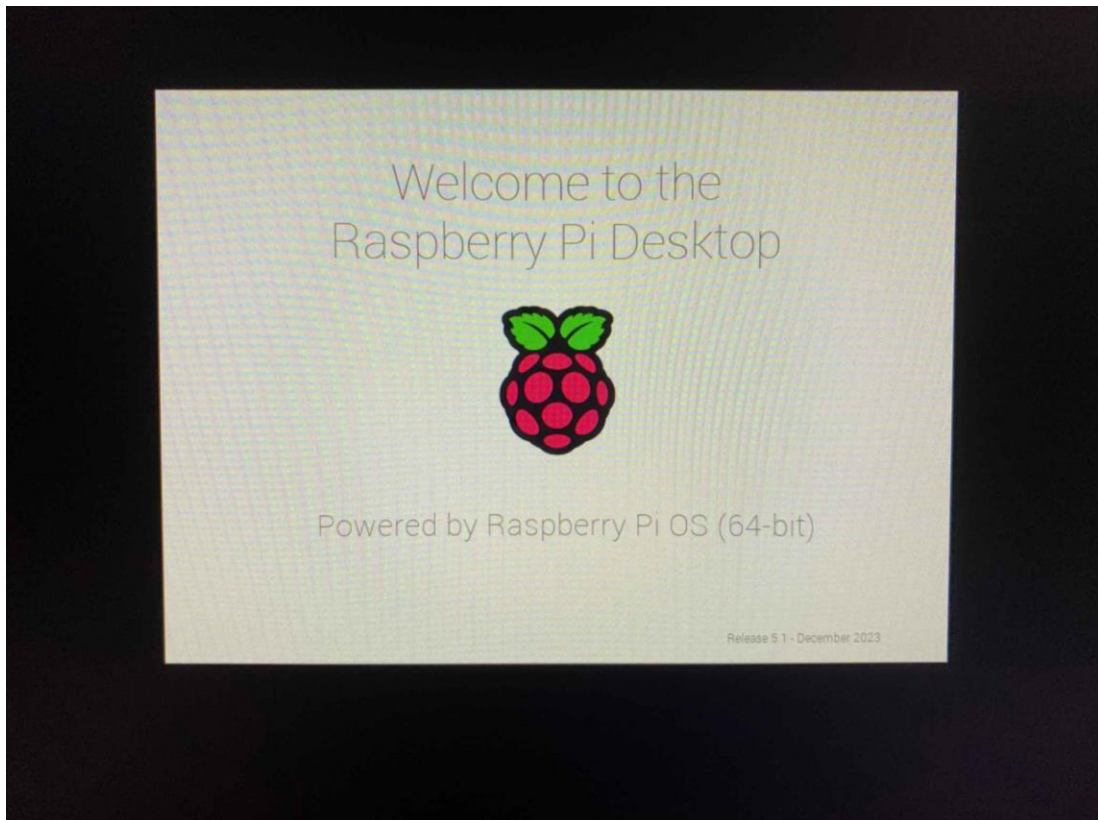 Welcome to the
Raspberry Pi Desktop
Powered by Raspberry Pi OS (64-bit)
Release 5.1 - December 2023